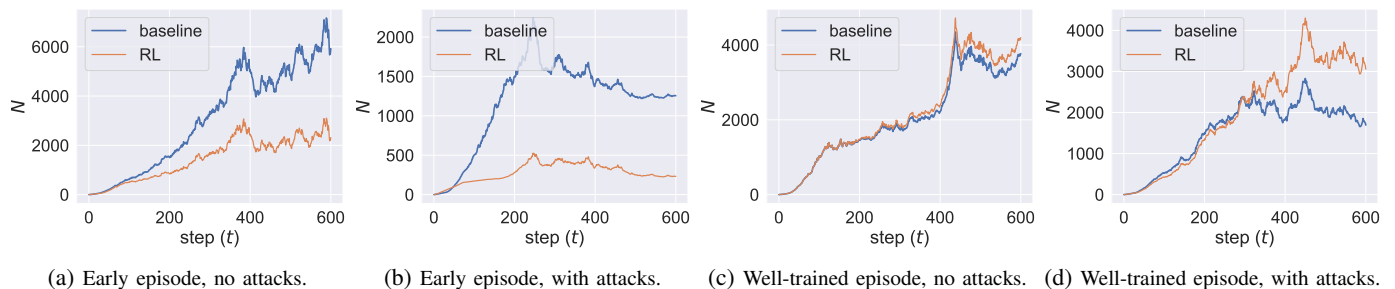 baseline
RL
6000
4000
2000
0
N
0 200 400 600
step (t)
(a) Early episode, no attacks.
baseline
RL
2000
1500
1000
500
0
N
0 200 400 600
step (t)
(b) Early episode, with attacks.
baseline
RL
4000
2000
0
N
0 200 400 600
step (t)
(c) Well-trained episode, no attacks.
baseline
RL
4000
3000
2000
1000
0
N
0 200 400 600
step (t)
(d) Well-trained episode, with attacks.